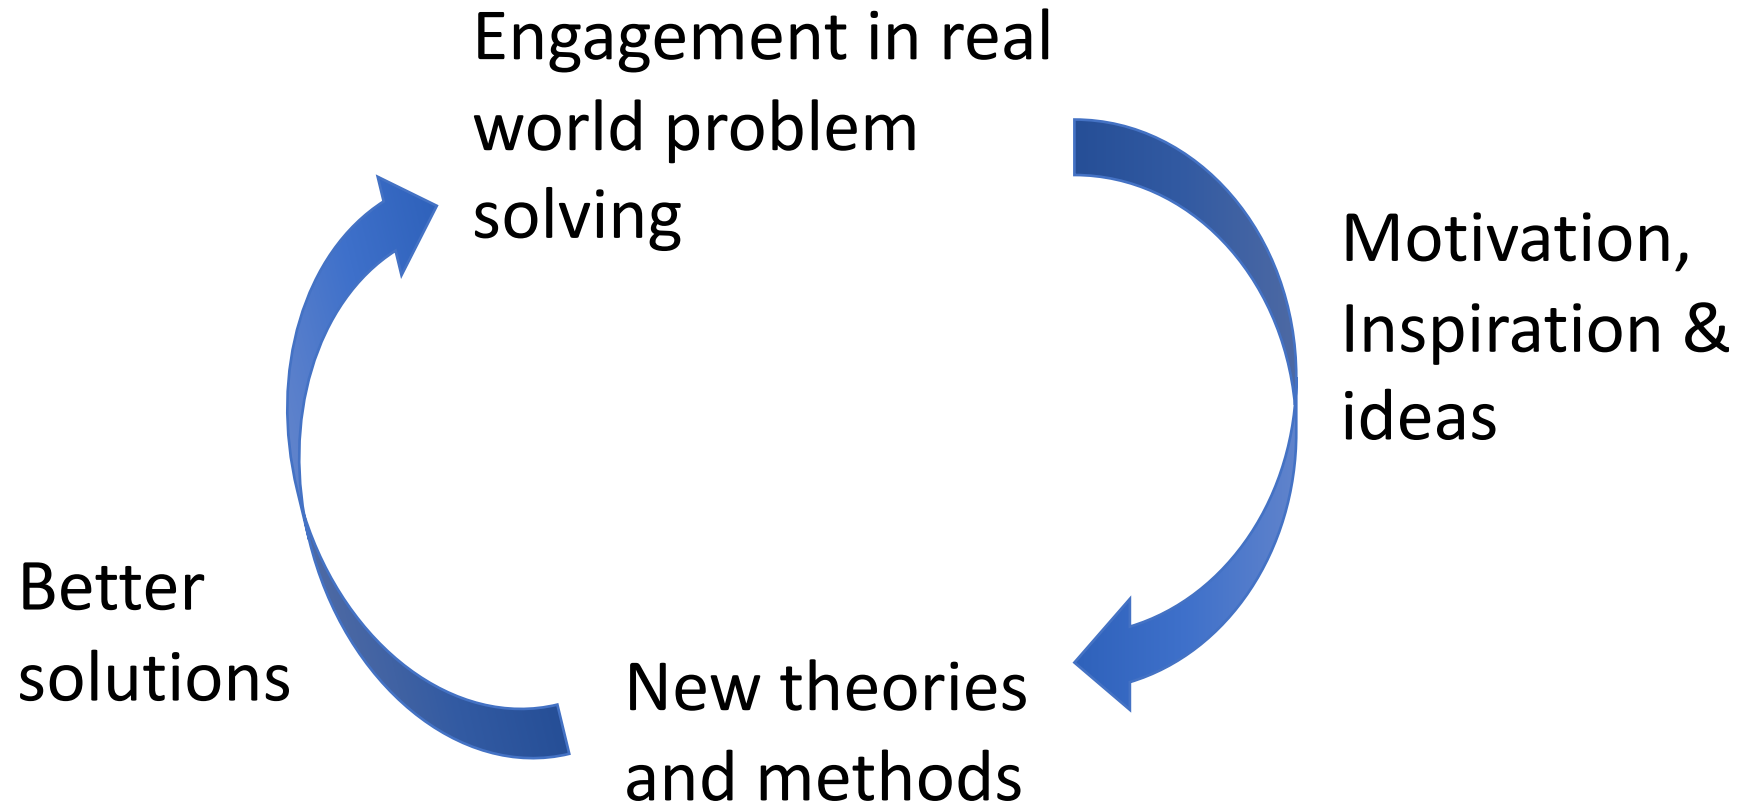 Engagement in real
world problem
solving
Motivation,
Inspiration &
ideas
Better
solutions
New theories
and methods